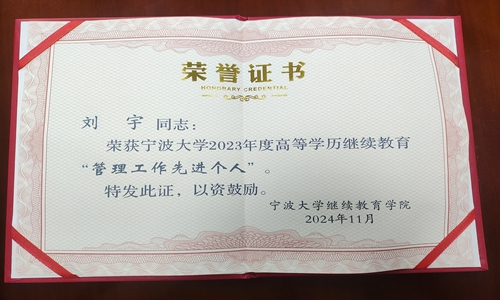 荣誉证书
HONORARY CREDENTIAL
刘 宇 同志：
荣获宁波大学2023年度高等学历继续教育
“管理工作先进个人”。
特发此证，以资鼓励。
宁波大学继续教育学院
2024年11月